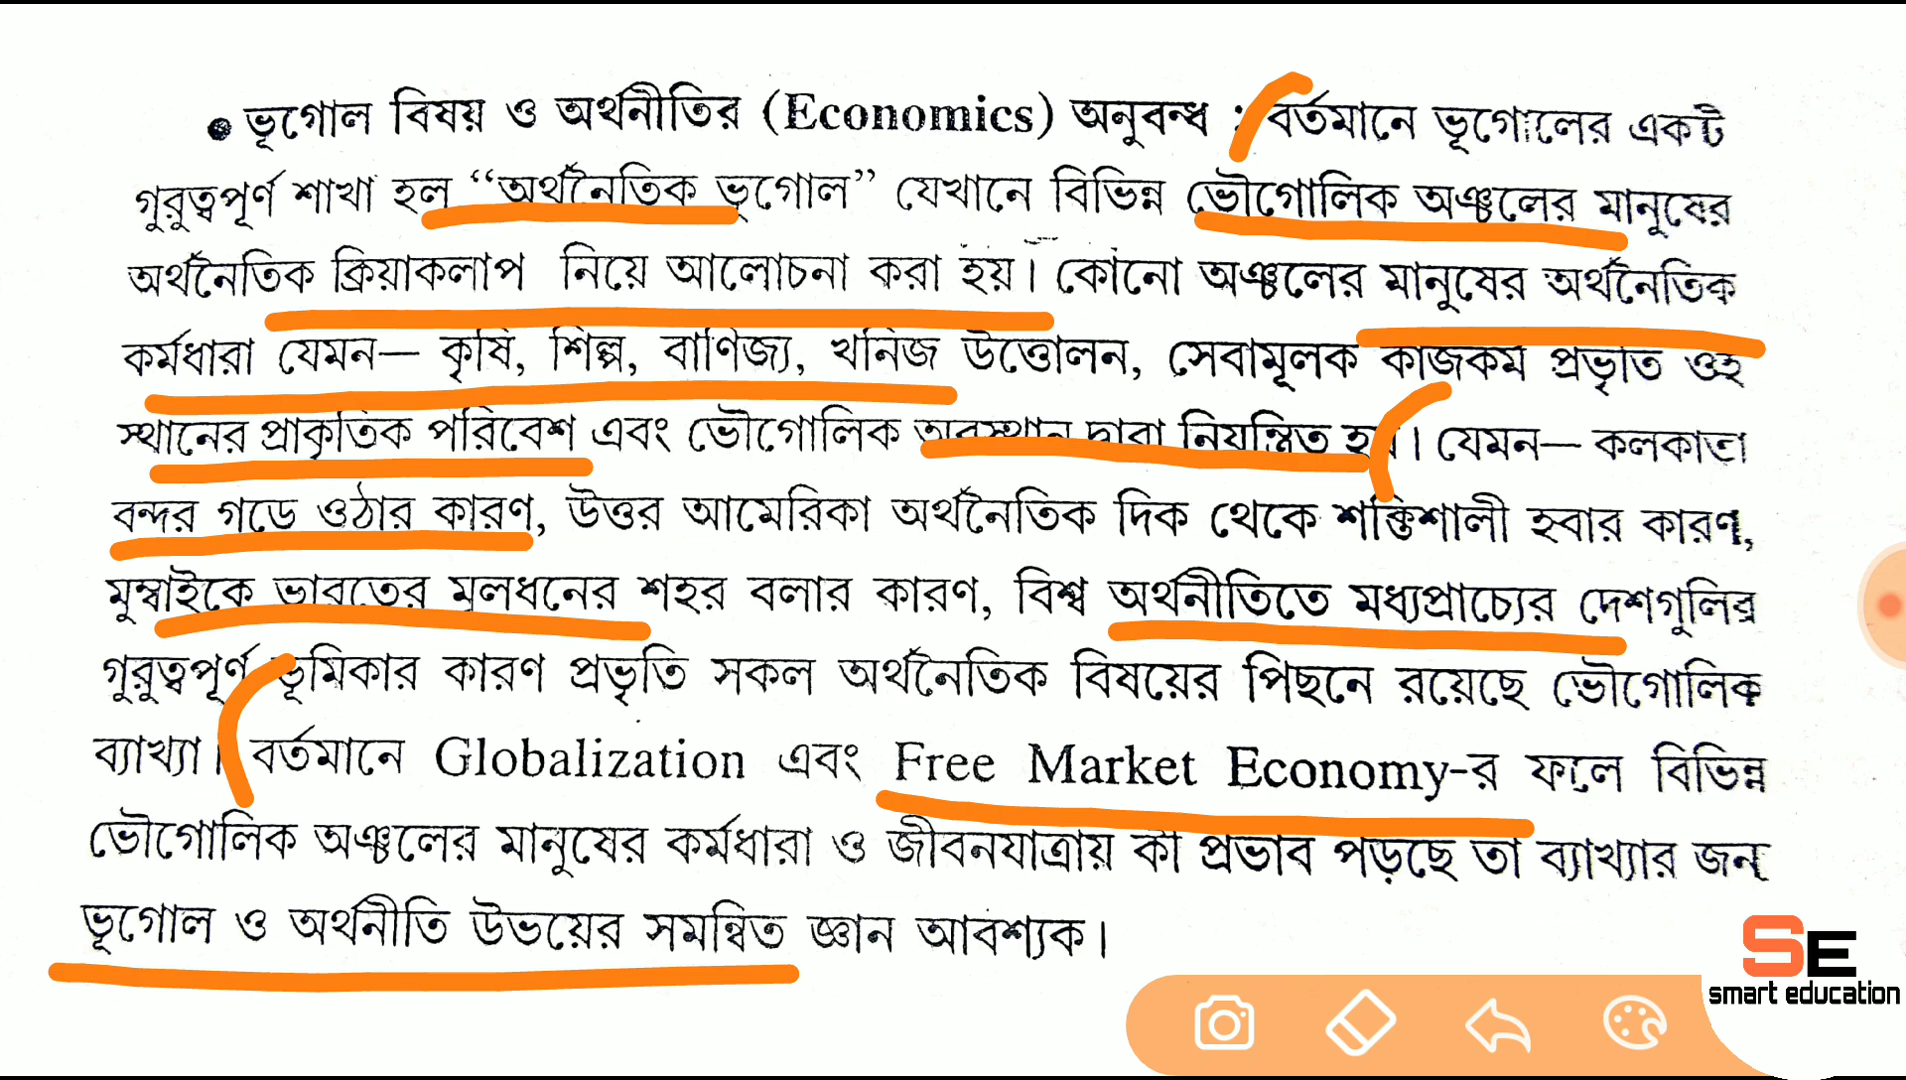 • ভূগোল বিষয় ও অর্থনীতির (Economics) অনুবন্ধ : বর্তমানে ভূগোলের একটি
গুরুত্বপূর্ণ শাখা হল “অর্থনৈতিক ভূগোল” যেখানে বিভিন্ন ভৌগোলিক অঞ্চলের মানুষের
অর্থনৈতিক ক্রিয়াকলাপ নিয়ে আলোচনা করা হয়। কোনো অঞ্চলের মানুষের অর্থনৈতিক
কর্মধারা যেমন— কৃষি, শিল্প, বাণিজ্য, খনিজ উত্তোলন, সেবামূলক কাজকর্ম প্রভৃতি ওই
স্থানের প্রাকৃতিক পরিবেশ এবং ভৌগোলিক অবস্থান দ্বারা নিয়ন্ত্রিত হয়। যেমন— কলকাতা
বন্দর গড়ে ওঠার কারণ, উত্তর আমেরিকা অর্থনৈতিক দিক থেকে শক্তিশালী হবার কারণ,
মুম্বাইকে ভারতের মূলধনের শহর বলার কারণ, বিশ্ব অর্থনীতিতে মধ্যপ্রাচ্যের দেশগুলির
গুরুত্বপূর্ণ ভূমিকার কারণ প্রভৃতি সকল অর্থনৈতিক বিষয়ের পিছনে রয়েছে ভৌগোলিক
ব্যাখ্যা। বর্তমানে Globalization এবং Free Market Economy-র ফলে বিভিন্ন
ভৌগোলিক অঞ্চলের মানুষের কর্মধারা ও জীবনযাত্রায় কী প্রভাব পড়ছে তা ব্যাখ্যার জন্য
ভূগোল ও অর্থনীতি উভয়ের সমন্বিত জ্ঞান আবশ্যক।
SE
smart education